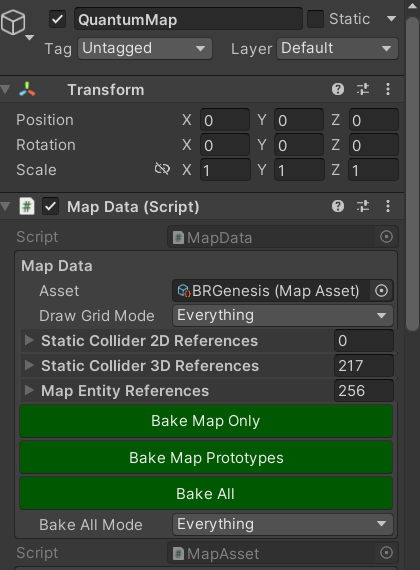 QuantumMap Static
Tag Untagged Layer Default
Transform
Position X 0 Y 0 Z 0
Rotation X 0 Y 0 Z 0
Scale X 1 Y 1 Z 1
# Map Data (Script)
Script # MapData
Map Data
Asset BRGenesis (Map Asset)
Draw Grid Mode Everything
Static Collider 2D References 0
Static Collider 3D References 217
Map Entity References 256
Bake Map Only
Bake Map Prototypes
Bake All
Bake All Mode Everything
Script # MapAsset